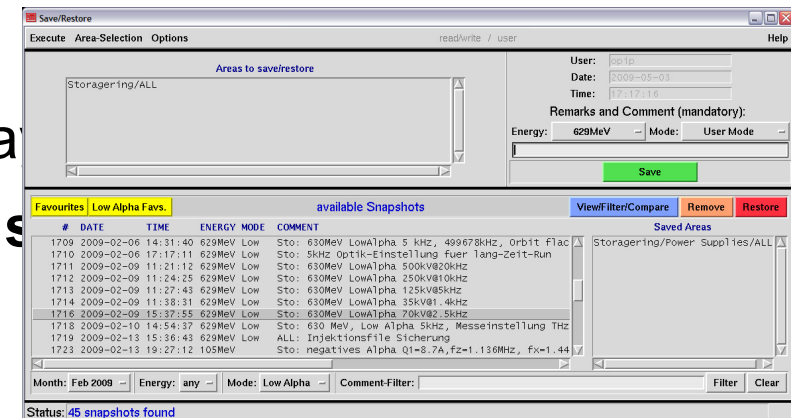 Save/Restore
Execute Area-Selection Options read/write / user Help
Areas to save/restore
Storagering/ALL
User: opip
Date: 2009-05-03
Time: 17:17:16
Remarks and Comment (mandatory):
Energy: 629MeV Mode: User Mode
Save
Favourites Low Alpha Favs. available Snapshots View/Filter/Compare Remove Restore
# DATE TIME ENERGY MODE COMMENT Saved Areas
1709 2009-02-06 14:31:40 629MeV Low Sto: 630MeV LowAlpha 5 kHz, 499678kHz, Orbit flac Storagering/Power Supplies/ALL
1710 2009-02-06 17:17:11 629MeV Low Sto: 5kHz Optik-Einstellung fuer lang-Zeit-Run
1711 2009-02-09 11:21:12 629MeV Low Sto: 630MeV LowAlpha 500kV@20kHz
1712 2009-02-09 11:24:25 629MeV Low Sto: 630MeV LowAlpha 250kV@10kHz
1713 2009-02-09 11:27:43 629MeV Low Sto: 630MeV LowAlpha 125kV@5kHz
1714 2009-02-09 11:38:31 629MeV Low Sto: 630MeV LowAlpha 35kV@1.4kHz
1716 2009-02-09 15:37:55 629MeV Low Sto: 630MeV LowAlpha 70kV@2.5kHz
1718 2009-02-10 14:54:37 629MeV Low Sto: 630 MeV, Low Alpha 5kHz, Messeinstellung THz
1719 2009-02-13 15:36:43 629MeV Low ALL: Injektionsfile Sicherung
1723 2009-02-13 19:27:12 105MeV Sto: negatives Alpha Q1=8.7A,fz=1.136MHz, fx=1.44
Month: Feb 2009 Energy: any Mode: Low Alpha Comment-Filter: Filter Clear
Status: 45 snapshots found